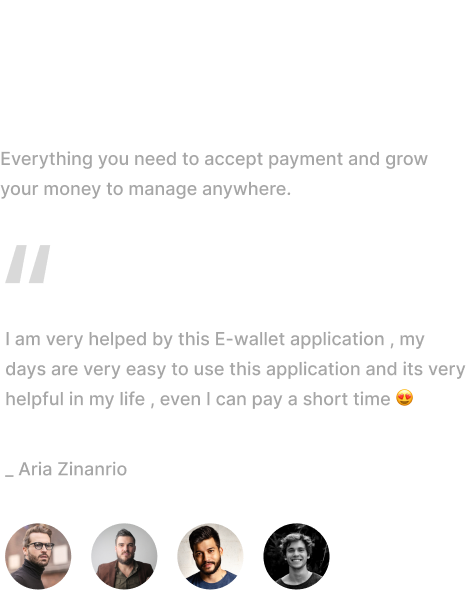 Everything you need to accept payment and grow
your money to manage anywhere.
"
I am very helped by this E-wallet application , my
days are very easy to use this application and its very
helpful in my life , even I can pay a short time 😍
_ Aria Zinanrio